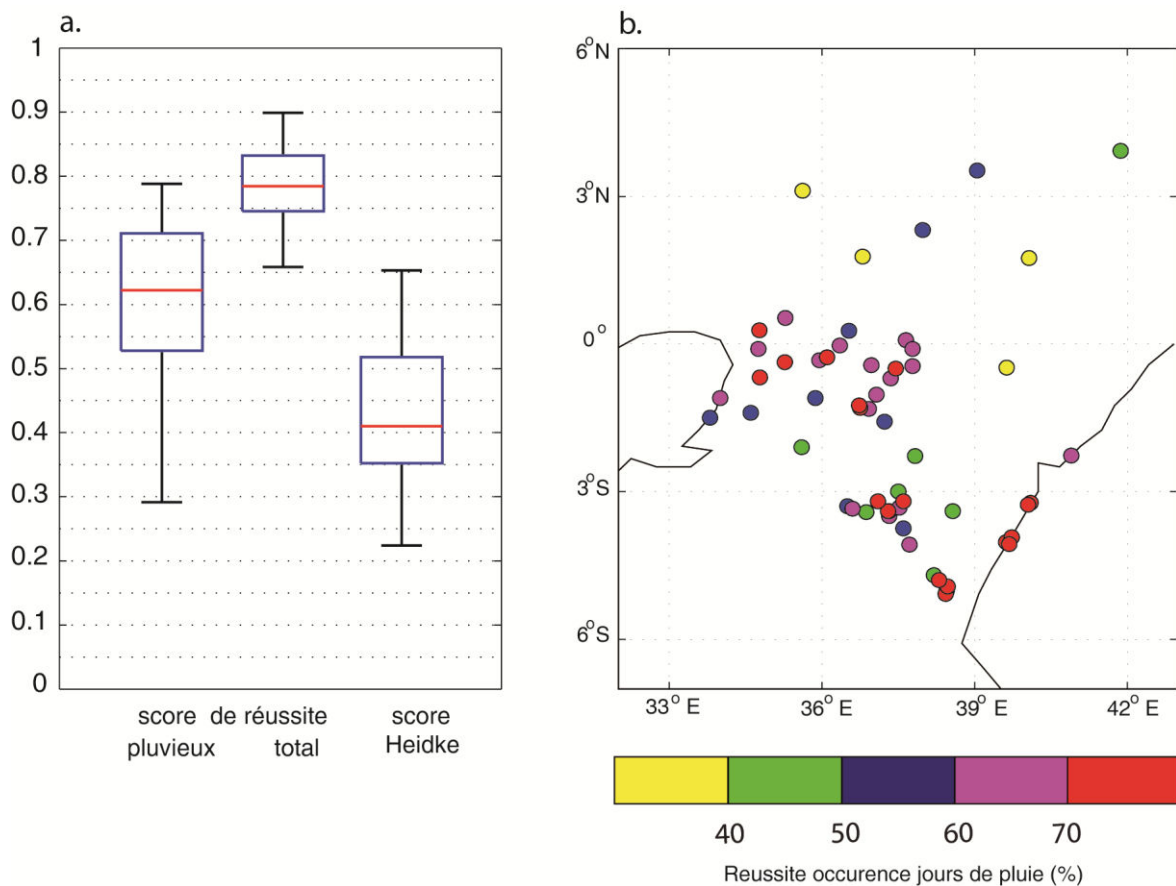 a.
1
0.9
0.8
0.7
0.6
0.5
0.4
0.3
0.2
0.1
0
score de réussite score
pluvieux total Heidke
b.
6° N
3° N
0°
3° S
6° S
33° E 36° E 39° E 42° E
40 50 60 70
Reussite occurence jours de pluie (%)